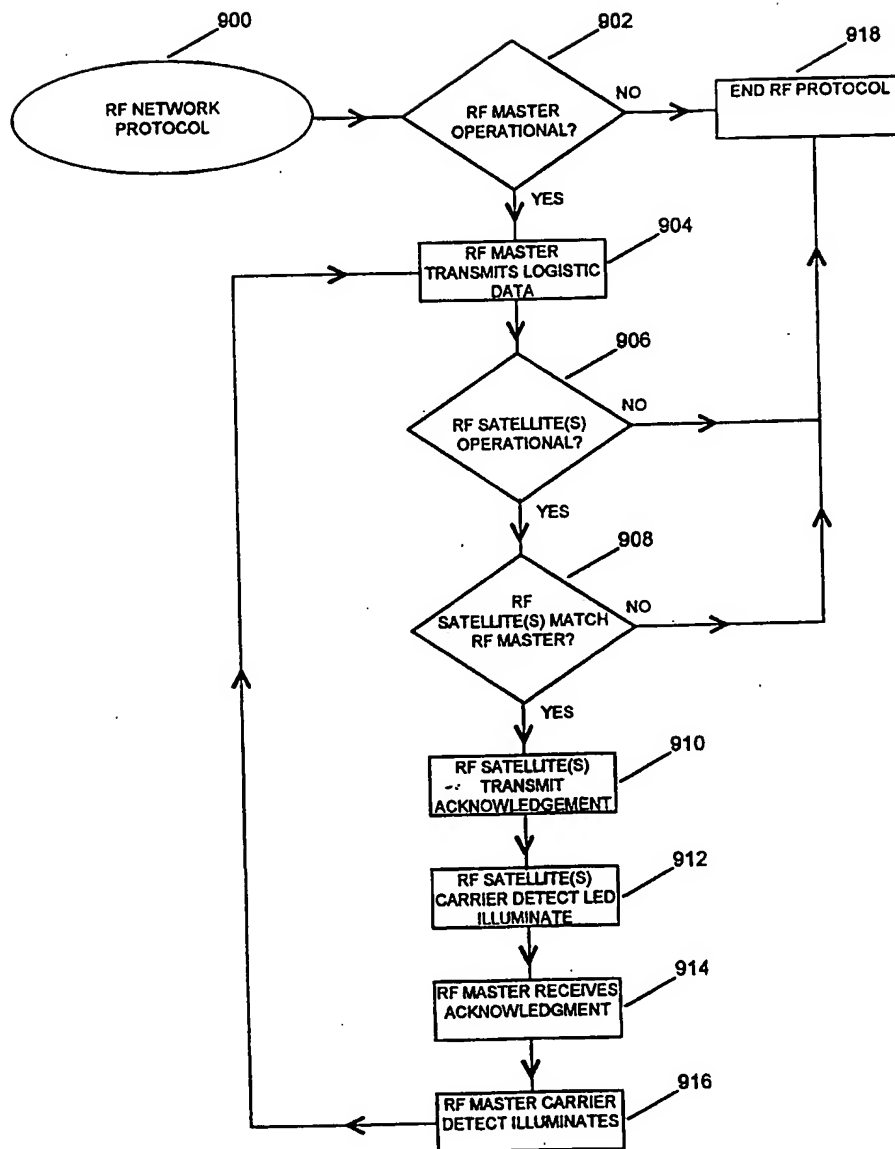 900
RF NETWORK
PROTOCOL
902
RF MASTER
OPERATIONAL?
NO
918
END RF PROTOCOL
YES
904
RF MASTER
TRANSMITS LOGISTIC
DATA
906
RF SATELLITE(S)
OPERATIONAL?
NO
YES
908
RF
SATELLITE(S) MATCH
RF MASTER?
NO
YES
910
RF SATELLITE(S)
TRANSMIT
ACKNOWLEDGEMENT
912
RF SATELLITE(S)
CARRIER DETECT LED
ILLUMINATE
914
RF MASTER RECEIVES
ACKNOWLEDGMENT
916
RF MASTER CARRIER
DETECT ILLUMINATES